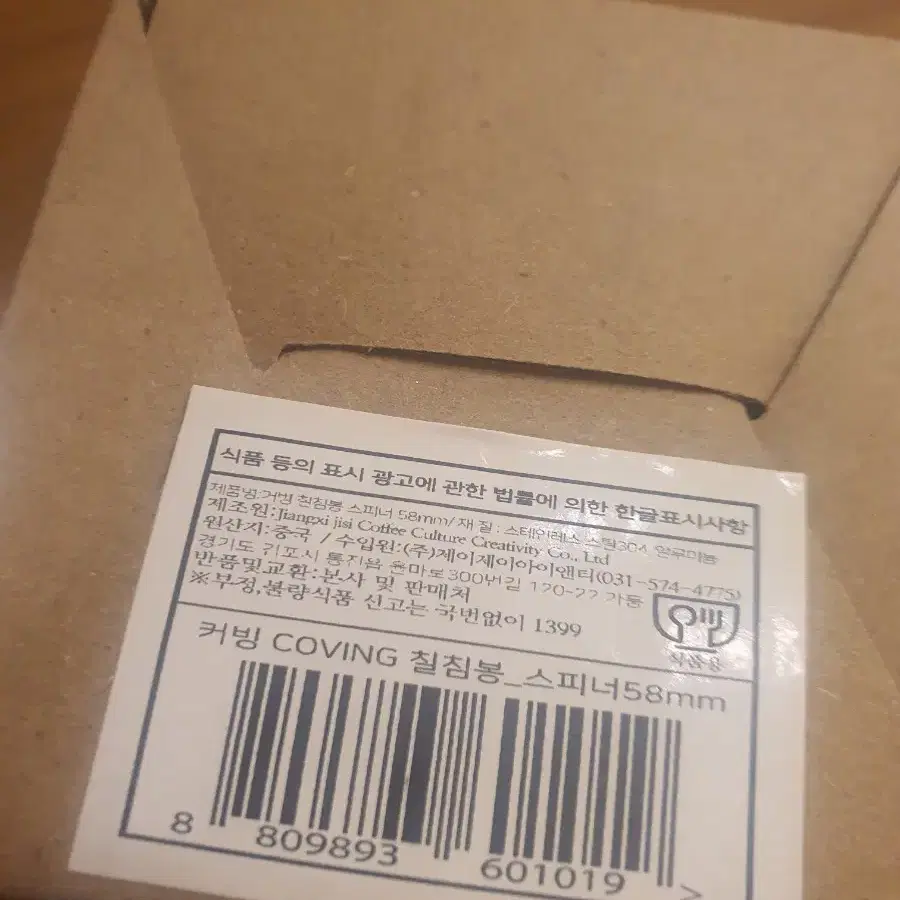 식품 등의 표시 광고에 관한 법률에 의한 한글표시사항
제품명:커빙 칠침봉 스피너 58mm/ 재 질 : 스테인레스 스틸304, 알루미늄
제조원:Jiangxi jisi Coffee Culture Creativity Co., Ltd
원산지: 중국 / 수입원:(주)제이제이아이앤터(031-574-4775)
경기도 김포시 통진읍 율마로300번길 170-22 가동
반품및교환:본사 및 판매처
※부정,불량식품 신고는 국번없이 1399
식품용
커빙 COVING 칠침봉_스피너58mm
8 809893 601019 >